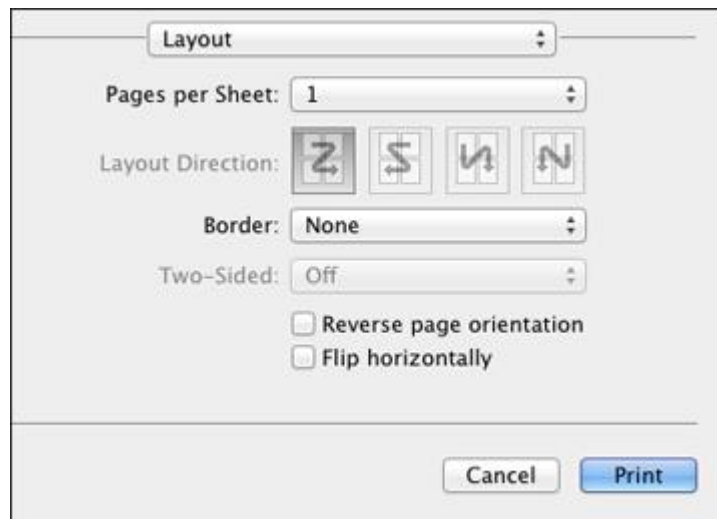 Layout
Pages per Sheet: 1
Layout Direction:
Border: None
Two-Sided: Off
Reverse page orientation
Flip horizontally
Cancel Print